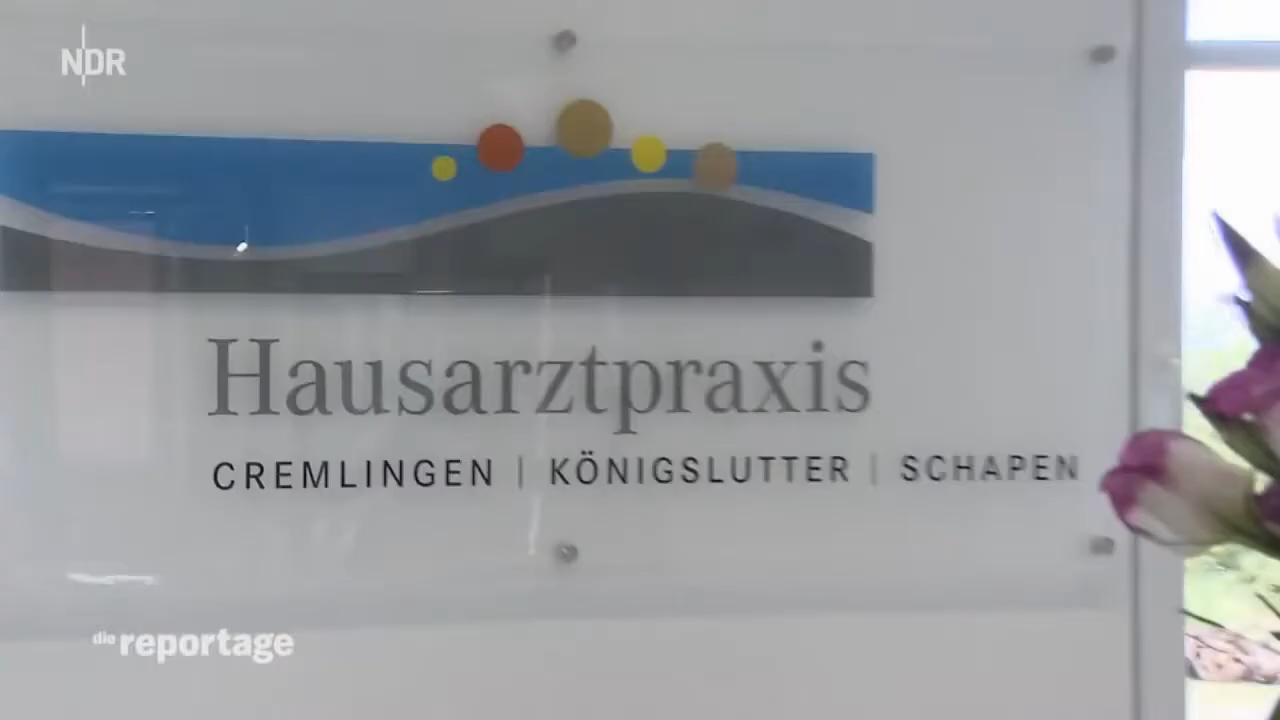 NDR
Hausarztpraxis
CREMLINGEN | KÖNIGSLUTTER | SCHAPEN
die reportage